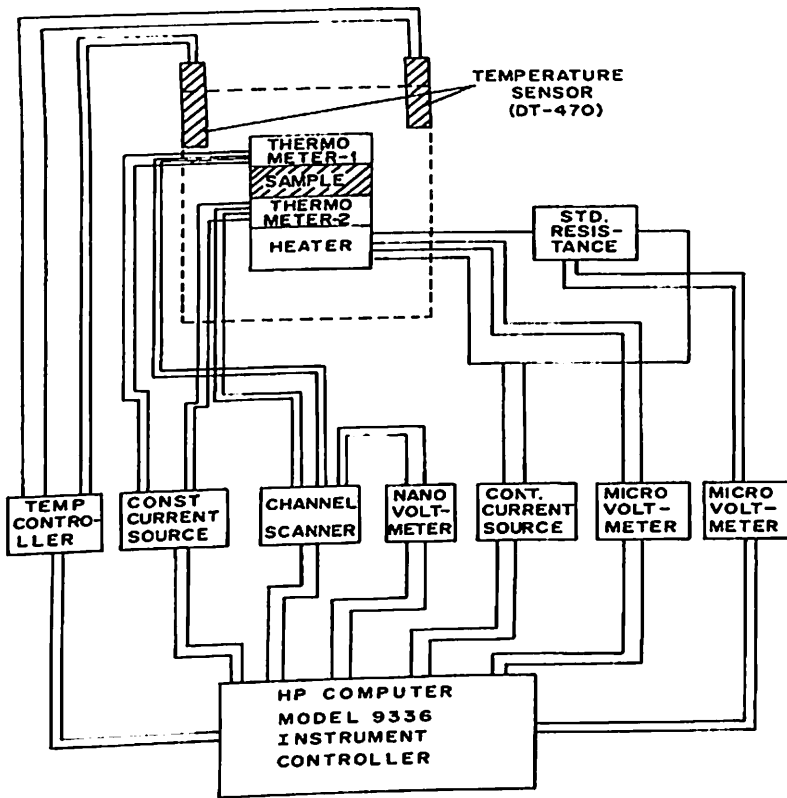 TEMPERATURE
SENSOR
(DT-470)
THERMO
METER-1
SAMPLE
THERMO
METER-2
HEATER
STD.
RESIS-
TANCE
TEMP
CONTRO-
LLER
CONST
CURRENT
SOURCE
CHANNEL
SCANNER
NANO
VOLT-
METER
CONT.
CURRENT
SOURCE
MICRO
VOLT-
METER
MICRO
VOLT-
METER
HP COMPUTER
MODEL 9336
INSTRUMENT
CONTROLLER